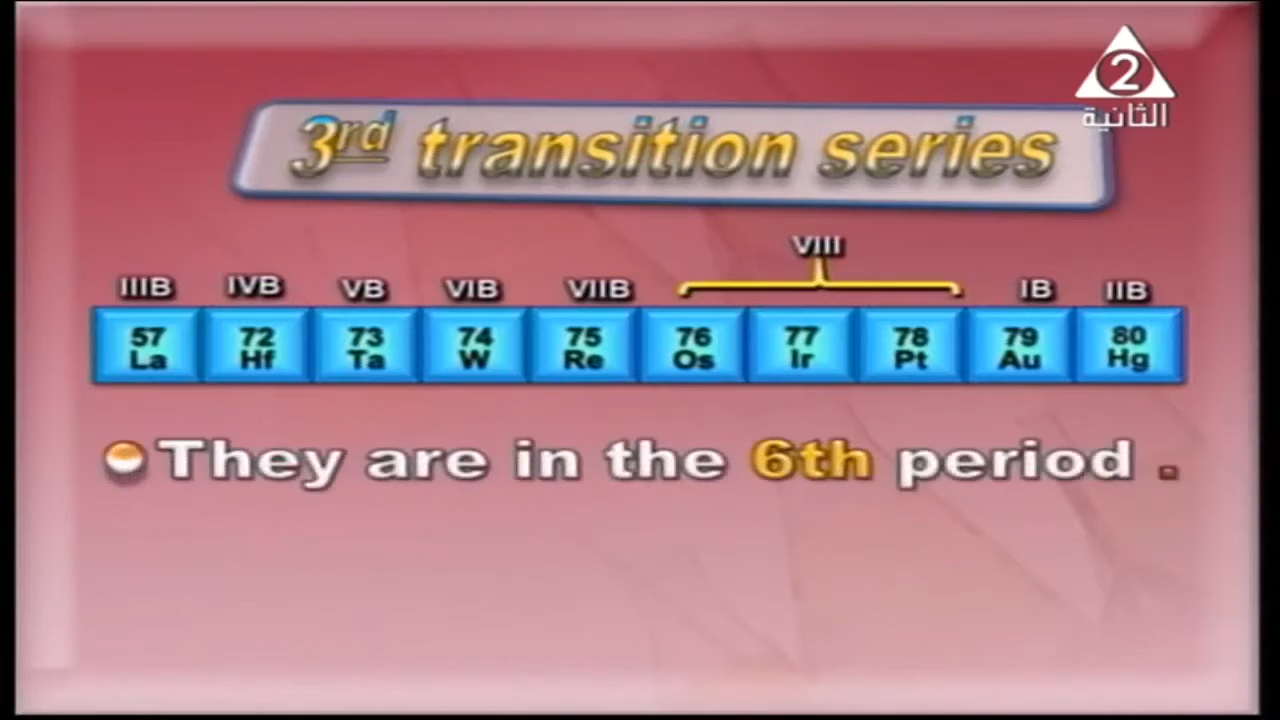 2
الثانية
3rd transition series
VIII
IIIB IVB VB VIB VIIB IB IIB
57 72 73 74 75 76 77 78 79 80
La Hf Ta W Re Os Ir Pt Au Hg
They are in the 6th period .